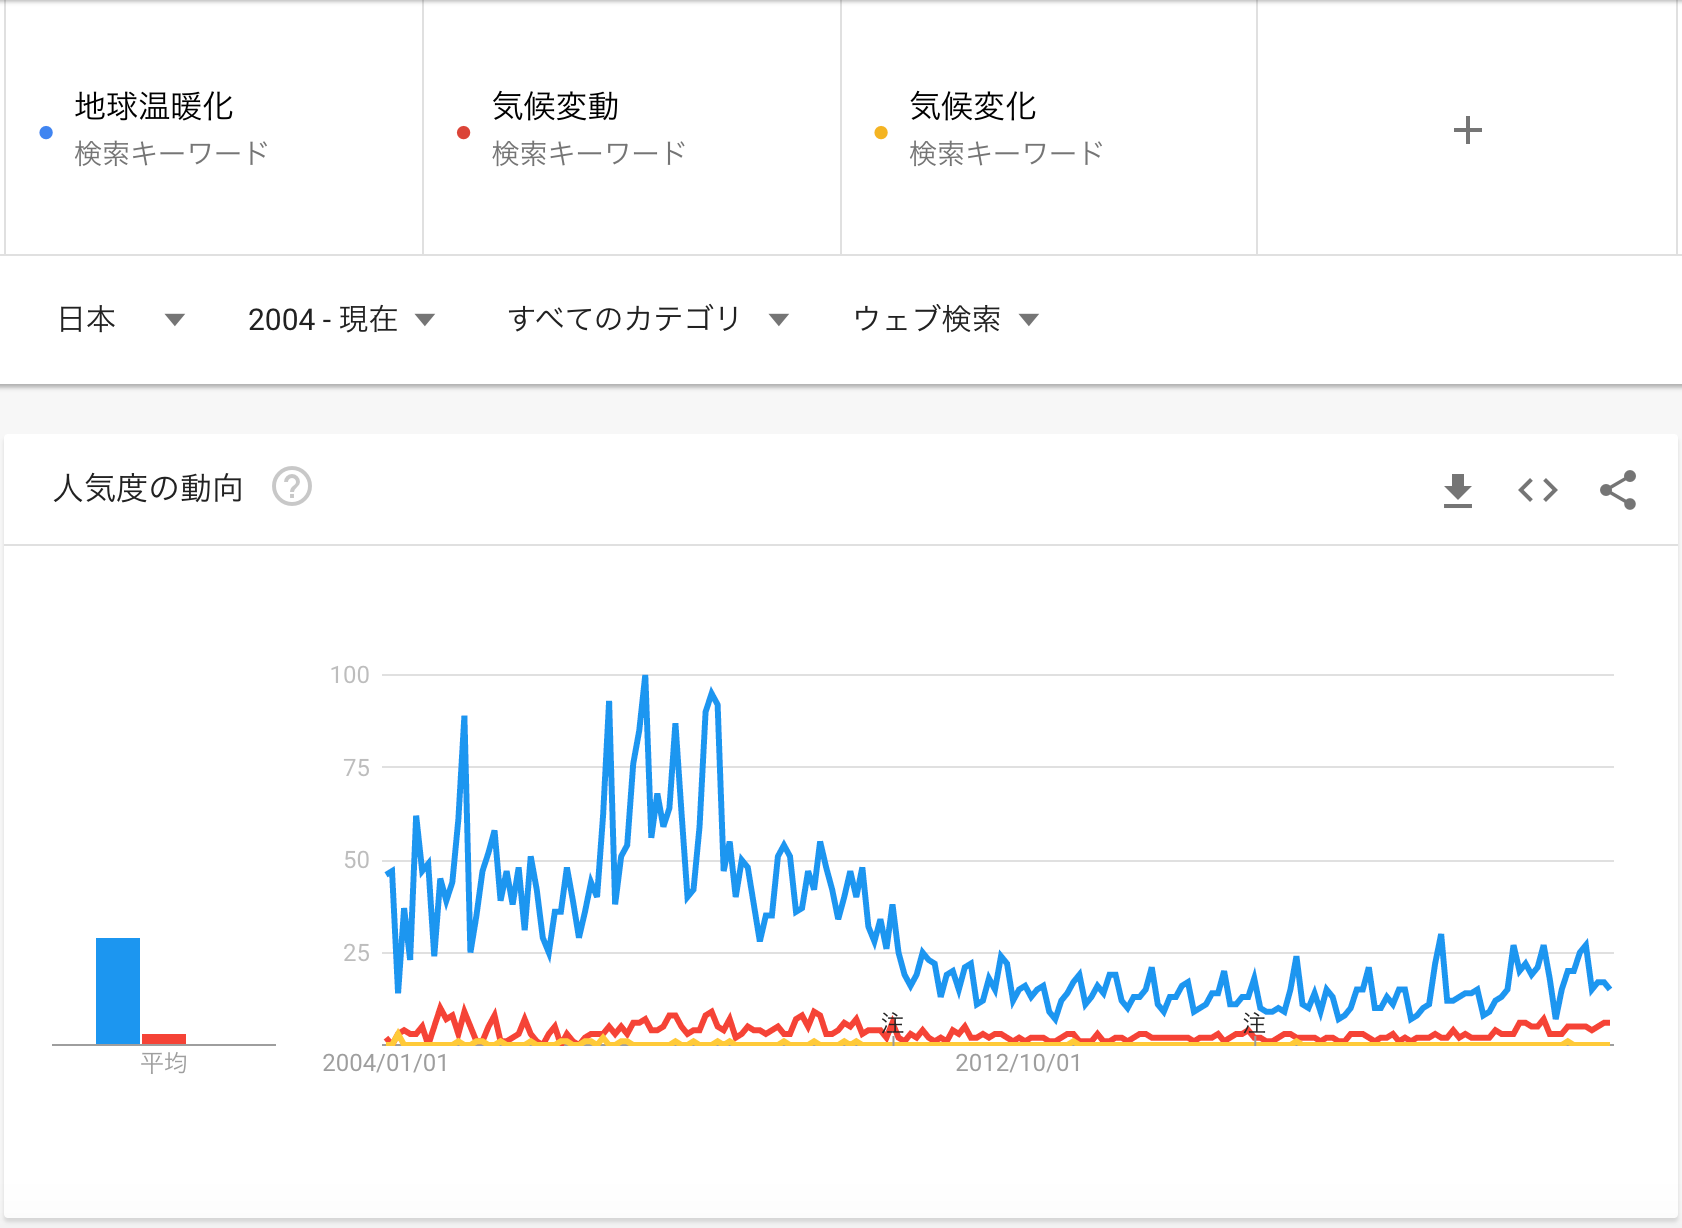 地球温暖化
検索キーワード
気候変動
検索キーワード
気候変化
検索キーワード
+
日本
2004 - 現在
すべてのカテゴリ
ウェブ検索
人気度の動向
?
100
75
50
25
注
注
平均
2004/01/01
2012/10/01